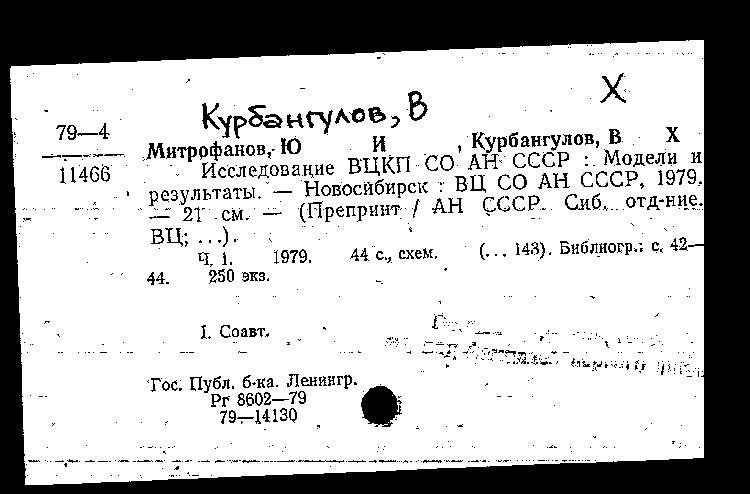 Курбангулов, В X
79—4
11466
Митрофанов, Ю И , Курбангулов, В X
Исследование ВЦКП СО АН СССР : Модели и
результаты. — Новосибирск : ВЦ СО АН СССР, 1979.
— 21 см. — (Препринт / АН СССР. Сиб. отд-ние.
ВЦ; ...).
Ч. 1. 1979. 44 с., схем. (... 143). Библиогр.: с. 42—
44. 250 экз.
1. Соавт.
Гос. Публ. б-ка. Ленингр.
Рг 8602—79
79—14130